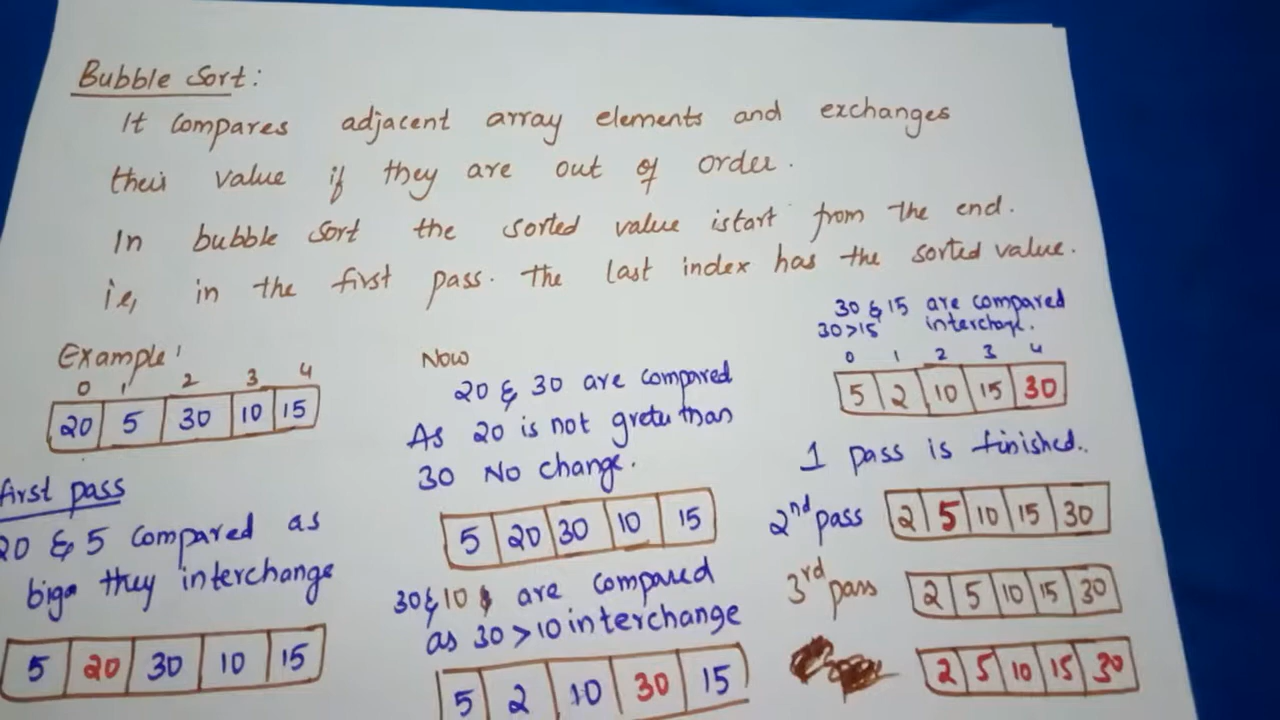 Bubble Sort:
It compares adjacent array elements and exchanges
their value if they are out of order.
In bubble sort the sorted value istart from the end.
ie, in the first pass. The last index has the sorted value.
Example:
0 1 2 3 4
20 5 30 10 15
first pass
20 & 5 compared as
big they interchange
5 20 30 10 15
Now
20 & 30 are compared
As 20 is not than
30 No change.
5 20 30 10 15
30 & 10 are compared
as 30 > 10 interchange
5 2 10 30 15
30 & 15 are compared
30 > 15 interchange.
0 1 2 3 4
5 2 10 15 30
1 pass is finished..
2nd pass 2 5 10 15 30
3rd pass 2 5 10 15 30
2 5 10 15 30